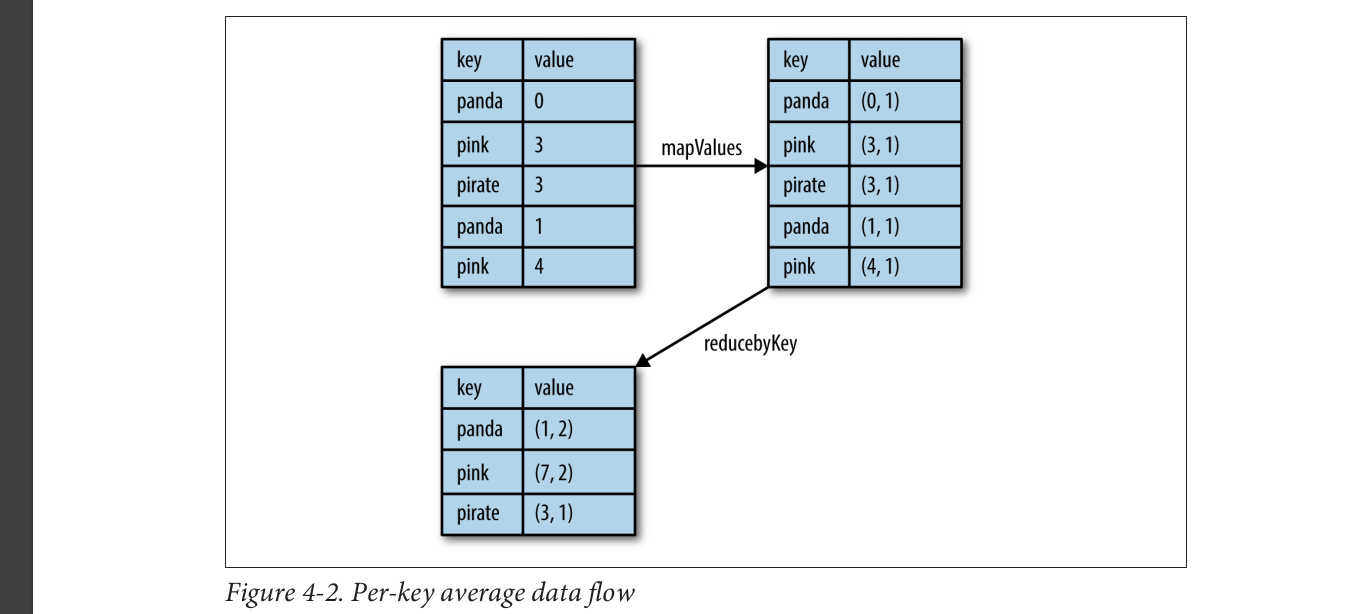 key value
panda 0
pink 3
pirate 3
panda 1
pink 4
mapValues
key value
panda (0, 1)
pink (3, 1)
pirate (3, 1)
panda (1, 1)
pink (4, 1)
reducebyKey
key value
panda (1, 2)
pink (7, 2)
pirate (3, 1)
Figure 4-2. Per-key average data flow